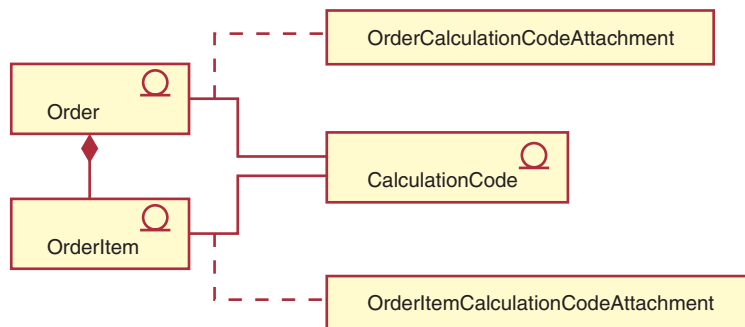 OrderCalculationCodeAttachment
Order
CalculationCode
OrderItem
OrderItemCalculationCodeAttachment